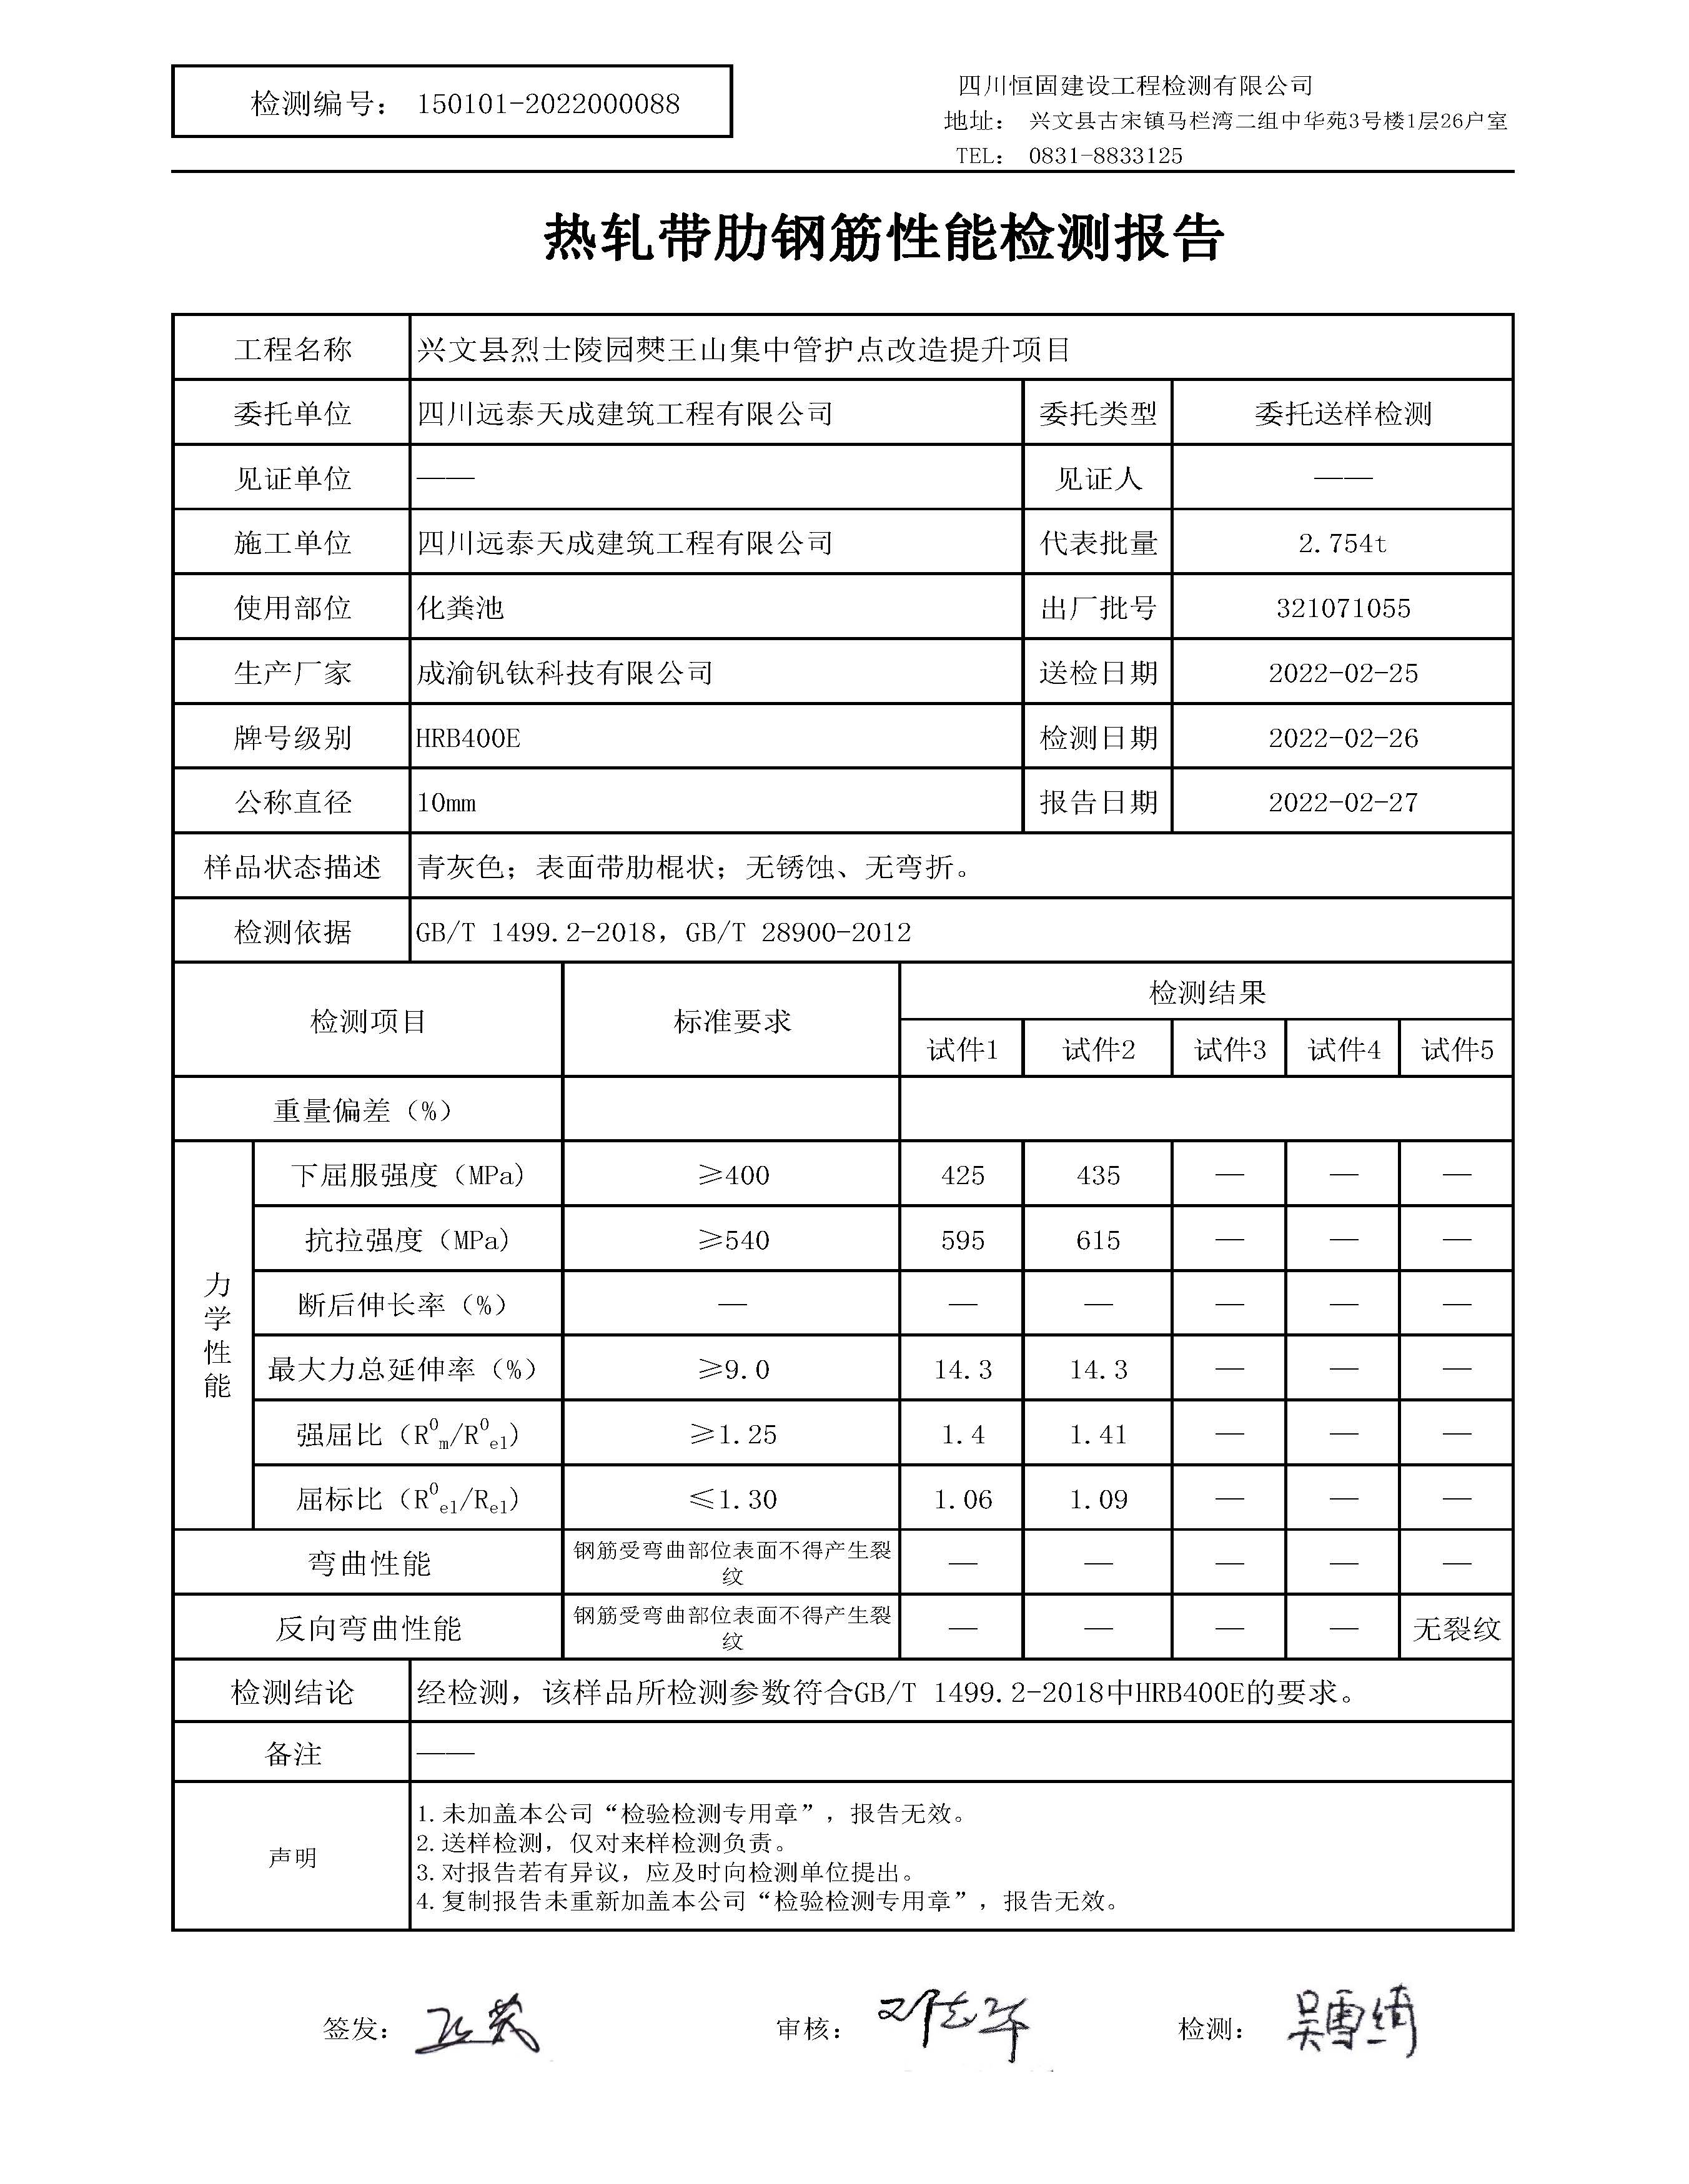 检测编号： 150101-2022000088
四川恒固建设工程检测有限公司
地址： 兴文县古宋镇马栏湾二组中华苑3号楼1层26户室
TEL： 0831-8833125
热轧带肋钢筋性能检测报告
工程名称 兴文县烈士陵园僰王山集中管护点改造提升项目
委托单位 四川远泰天成建筑工程有限公司 委托类型 委托送样检测
见证单位 —— 见证人 ——
施工单位 四川远泰天成建筑工程有限公司 代表批量 2.754t
使用部位 化粪池 出厂批号 321071055
生产厂家 成渝钒钛科技有限公司 送检日期 2022-02-25
牌号级别 HRB400E 检测日期 2022-02-26
公称直径 10mm 报告日期 2022-02-27
样品状态描述 青灰色；表面带肋棍状；无锈蚀、无弯折。
检测依据 GB/T 1499.2-2018，GB/T 28900-2012
检测项目 标准要求 检测结果
试件1 试件2 试件3 试件4 试件5
重量偏差（%）
力学性能
下屈服强度（MPa） ≥400 425 435 — — —
抗拉强度（MPa） ≥540 595 615 — — —
断后伸长率（%） — — — — — —
最大力总延伸率（%） ≥9.0 14.3 14.3 — — —
强屈比（R⁰m/R⁰el） ≥1.25 1.4 1.41 — — —
屈标比（R⁰el/Rel） ≤1.30 1.06 1.09 — — —
弯曲性能 钢筋受弯曲部位表面不得产生裂纹 — — — — —
反向弯曲性能 钢筋受弯曲部位表面不得产生裂纹 — — — — 无裂纹
检测结论 经检测，该样品所检测参数符合GB/T 1499.2-2018中HRB400E的要求。
备注 ——
声明
1.未加盖本公司“检验检测专用章”，报告无效。
2.送样检测，仅对来样检测负责。
3.对报告若有异议，应及时向检测单位提出。
4.复制报告未重新加盖本公司“检验检测专用章”，报告无效。
签发： 审核： 邓志华 检测： 吴雪绮